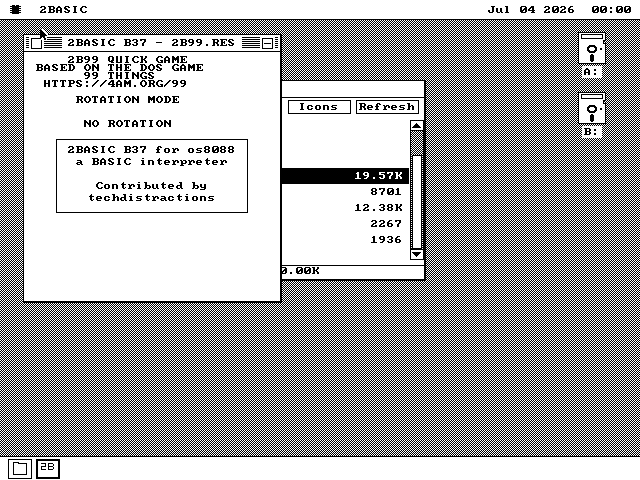 2BASIC
Jul 04 2026 00:00
2BASIC B37 - 2B99.RES
2B99 QUICK GAME
BASED ON THE DOS GAME
99 THINGS
HTTPS://4AM.ORG/99
ROTATION MODE
NO ROTATION
2BASIC B37 for os8088
a BASIC interpreter
Contributed by
techdistractions
Icons
Refresh
19.57K
8701
12.38K
2267
1936
0.00K
A:
B:
2B